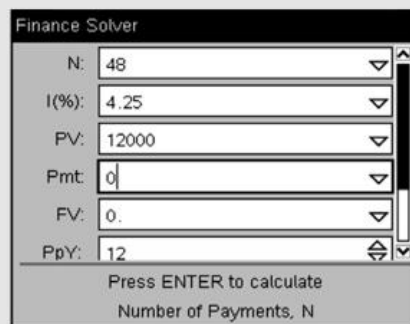 Finance Solver
N: 48
I(%): 4.25
PV: 12000
Pmt: 0
FV: 0.
PpY: 12
Press ENTER to calculate
Number of Payments, N